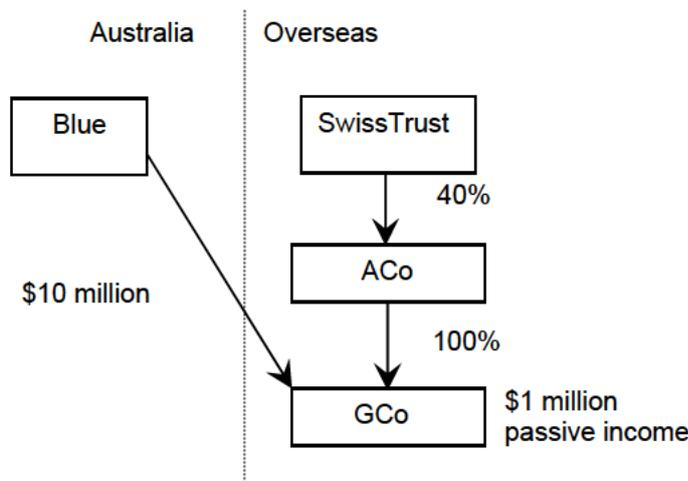 Australia
Overseas
Blue
SwissTrust
40%
ACo
$10 million
100%
GCo
$1 million
passive income